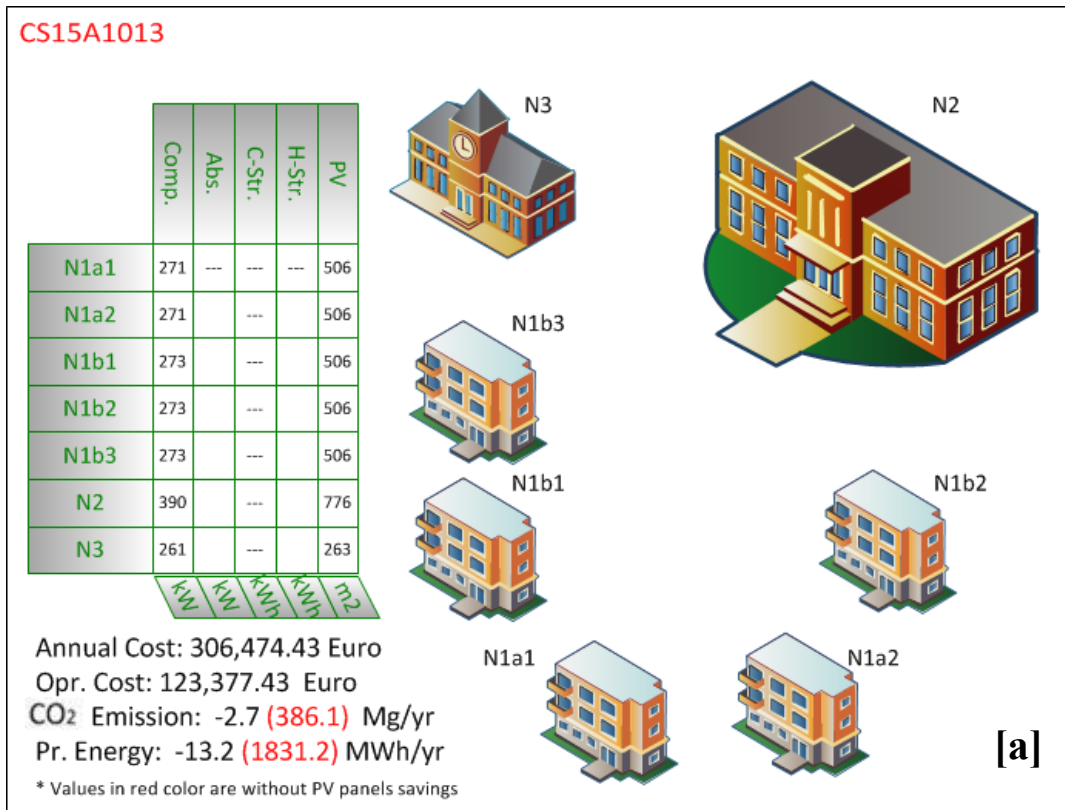 CS15A1013
Comp. Abs. C-Str. H-Str. PV
N1a1 271 --- --- --- 506
N1a2 271 --- 506
N1b1 273 --- 506
N1b2 273 --- 506
N1b3 273 --- 506
N2 390 --- 776
N3 261 --- 263
kW kW kWh kWh m2
N3
N2
N1b3
N1b1
N1b2
N1a1
N1a2
Annual Cost: 306,474.43 Euro
Opr. Cost: 123,377.43 Euro
CO2 Emission: -2.7 (386.1) Mg/yr
Pr. Energy: -13.2 (1831.2) MWh/yr
* Values in red color are without PV panels savings
[a]